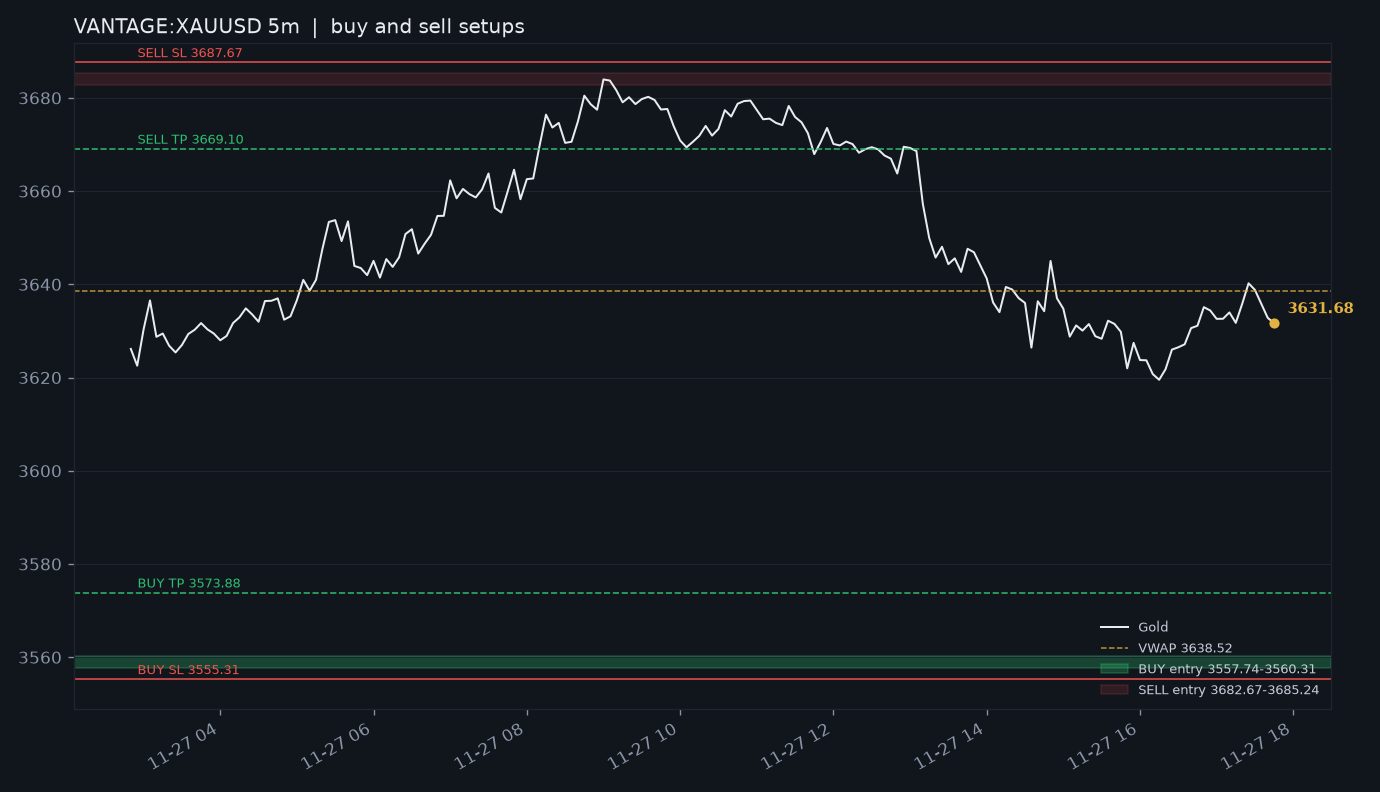 VANTAGE:XAUUSD 5m | buy and sell setups
SELL SL 3687.67
3680
SELL TP 3669.10
3660
3640
3631.68
3620
3600
3580
BUY TP 3573.88
Gold
VWAP 3638.52
3560
BUY SL 3555.31
BUY entry 3557.74-3560.31
SELL entry 3682.67-3685.24
11-27 04
11-27 06
11-27 08
11-27 10
11-27 12
11-27 14
11-27 16
11-27 18